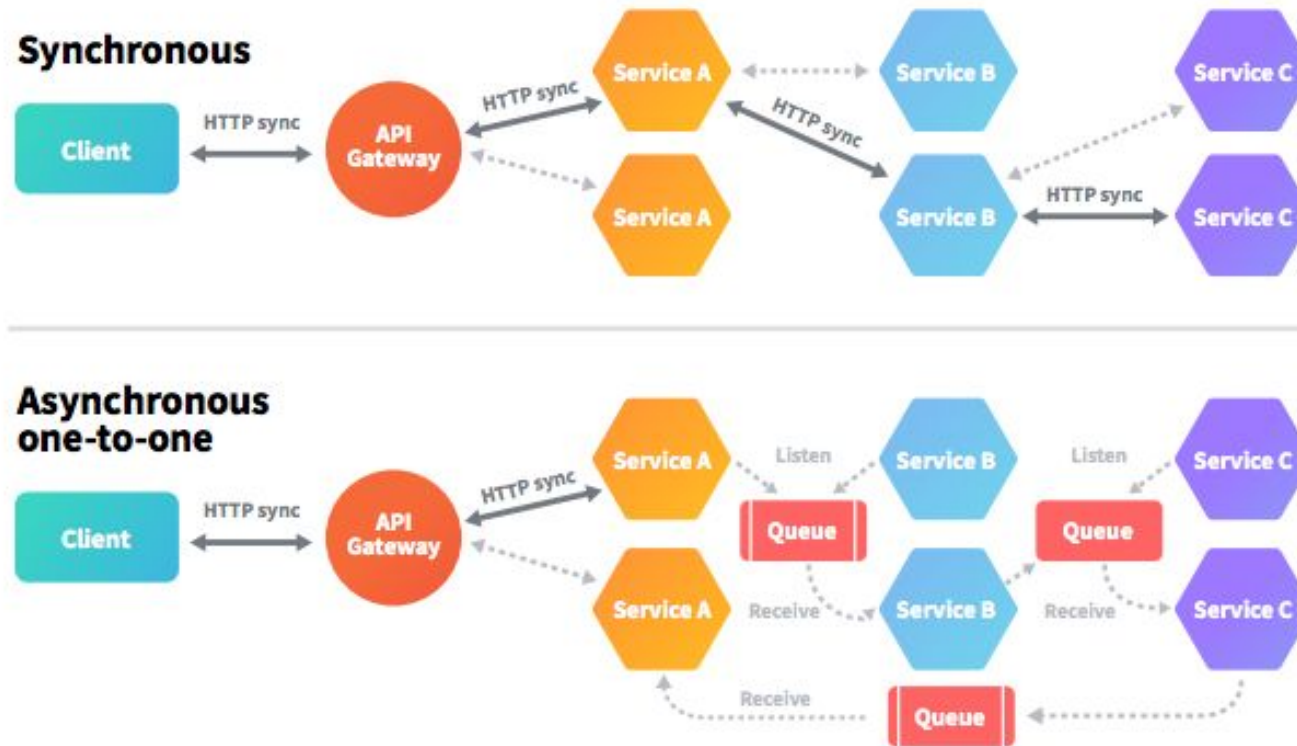 Synchronous
Client
HTTP sync
API
Gateway
HTTP sync
Service A
Service A
HTTP sync
Service B
Service B
HTTP sync
Service C
Service C
Asynchronous
one-to-one
Client
HTTP sync
API
Gateway
HTTP sync
Service A
Service A
Listen
Queue
Receive
Service B
Service B
Listen
Queue
Receive
Service C
Service C
Receive
Queue